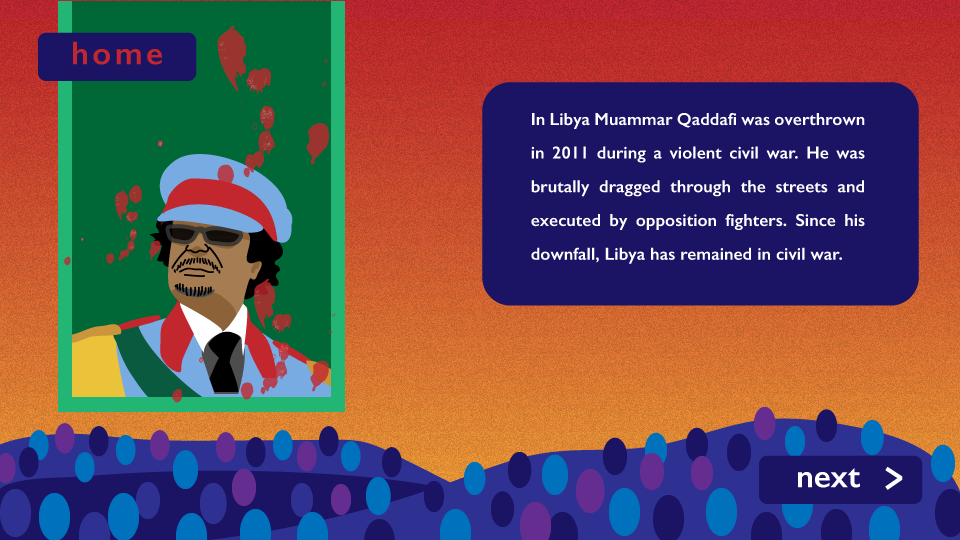 home
In Libya Muammar Qaddafi was overthrown
in 2011 during a violent civil war. He was
brutally dragged through the streets and
executed by opposition fighters. Since his
downfall, Libya has remained in civil war.
next >